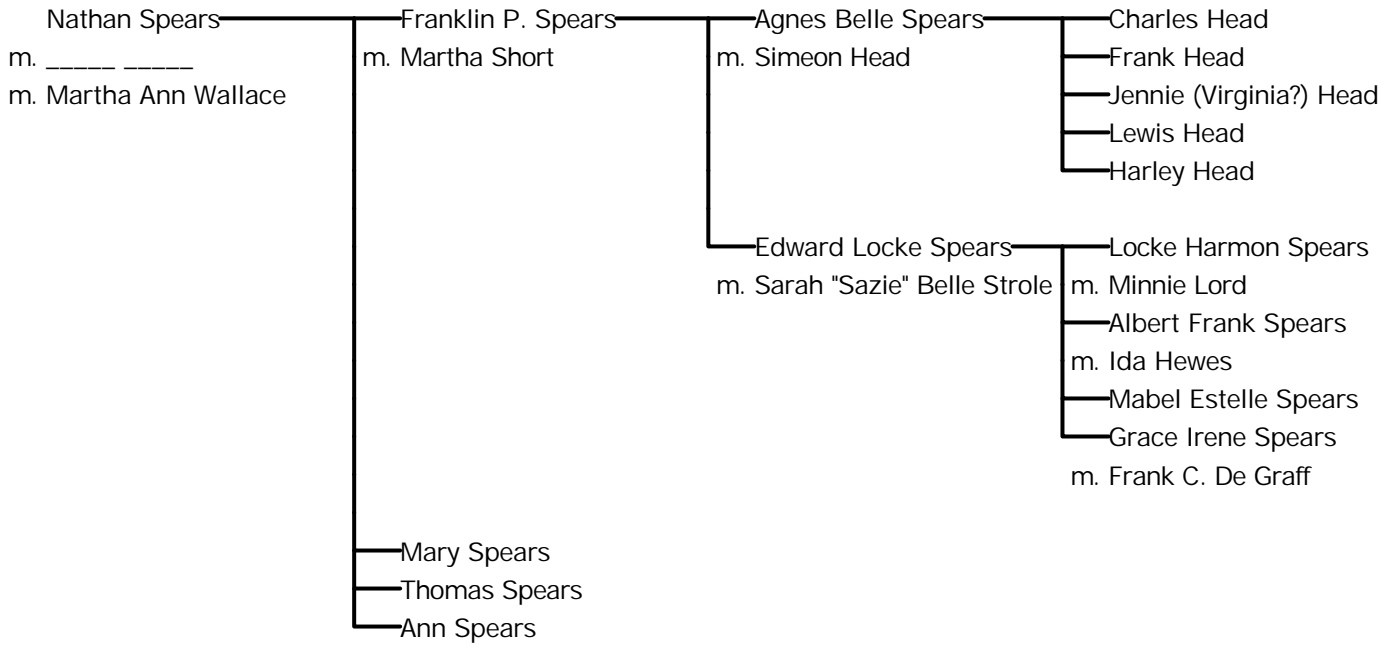 Nathan Spears Franklin P. Spears Agnes Belle Spears Charles Head
m. _____ _____ m. Martha Short m. Simeon Head Frank Head
m. Martha Ann Wallace Jennie (Virginia?) Head
Lewis Head
Harley Head
Edward Locke Spears Locke Harmon Spears
m. Sarah "Sazie" Belle Strole m. Minnie Lord
Albert Frank Spears
m. Ida Hewes
Mabel Estelle Spears
Grace Irene Spears
m. Frank C. De Graff
Mary Spears
Thomas Spears
Ann Spears